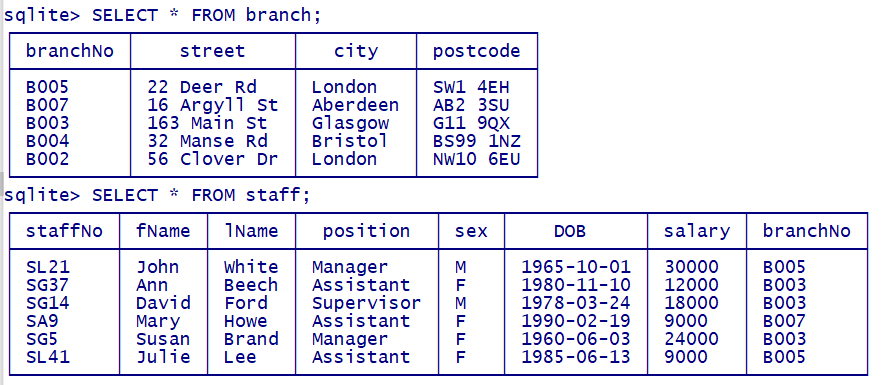 sqlite> SELECT * FROM branch;
branchNo street city postcode
B005 22 Deer Rd London SW1 4EH
B007 16 Argyll St Aberdeen AB2 3SU
B003 163 Main St Glasgow G11 9QX
B004 32 Manse Rd Bristol BS99 1NZ
B002 56 Clover Dr London NW10 6EU
sqlite> SELECT * FROM staff;
staffNo fName lName position sex DOB salary branchNo
SL21 John White Manager M 1965-10-01 30000 B005
SG37 Ann Beech Assistant F 1980-11-10 12000 B003
SG14 David Ford Supervisor M 1978-03-24 18000 B003
SA9 Mary Howe Assistant F 1990-02-19 9000 B007
SG5 Susan Brand Manager F 1960-06-03 24000 B003
SL41 Julie Lee Assistant F 1985-06-13 9000 B005